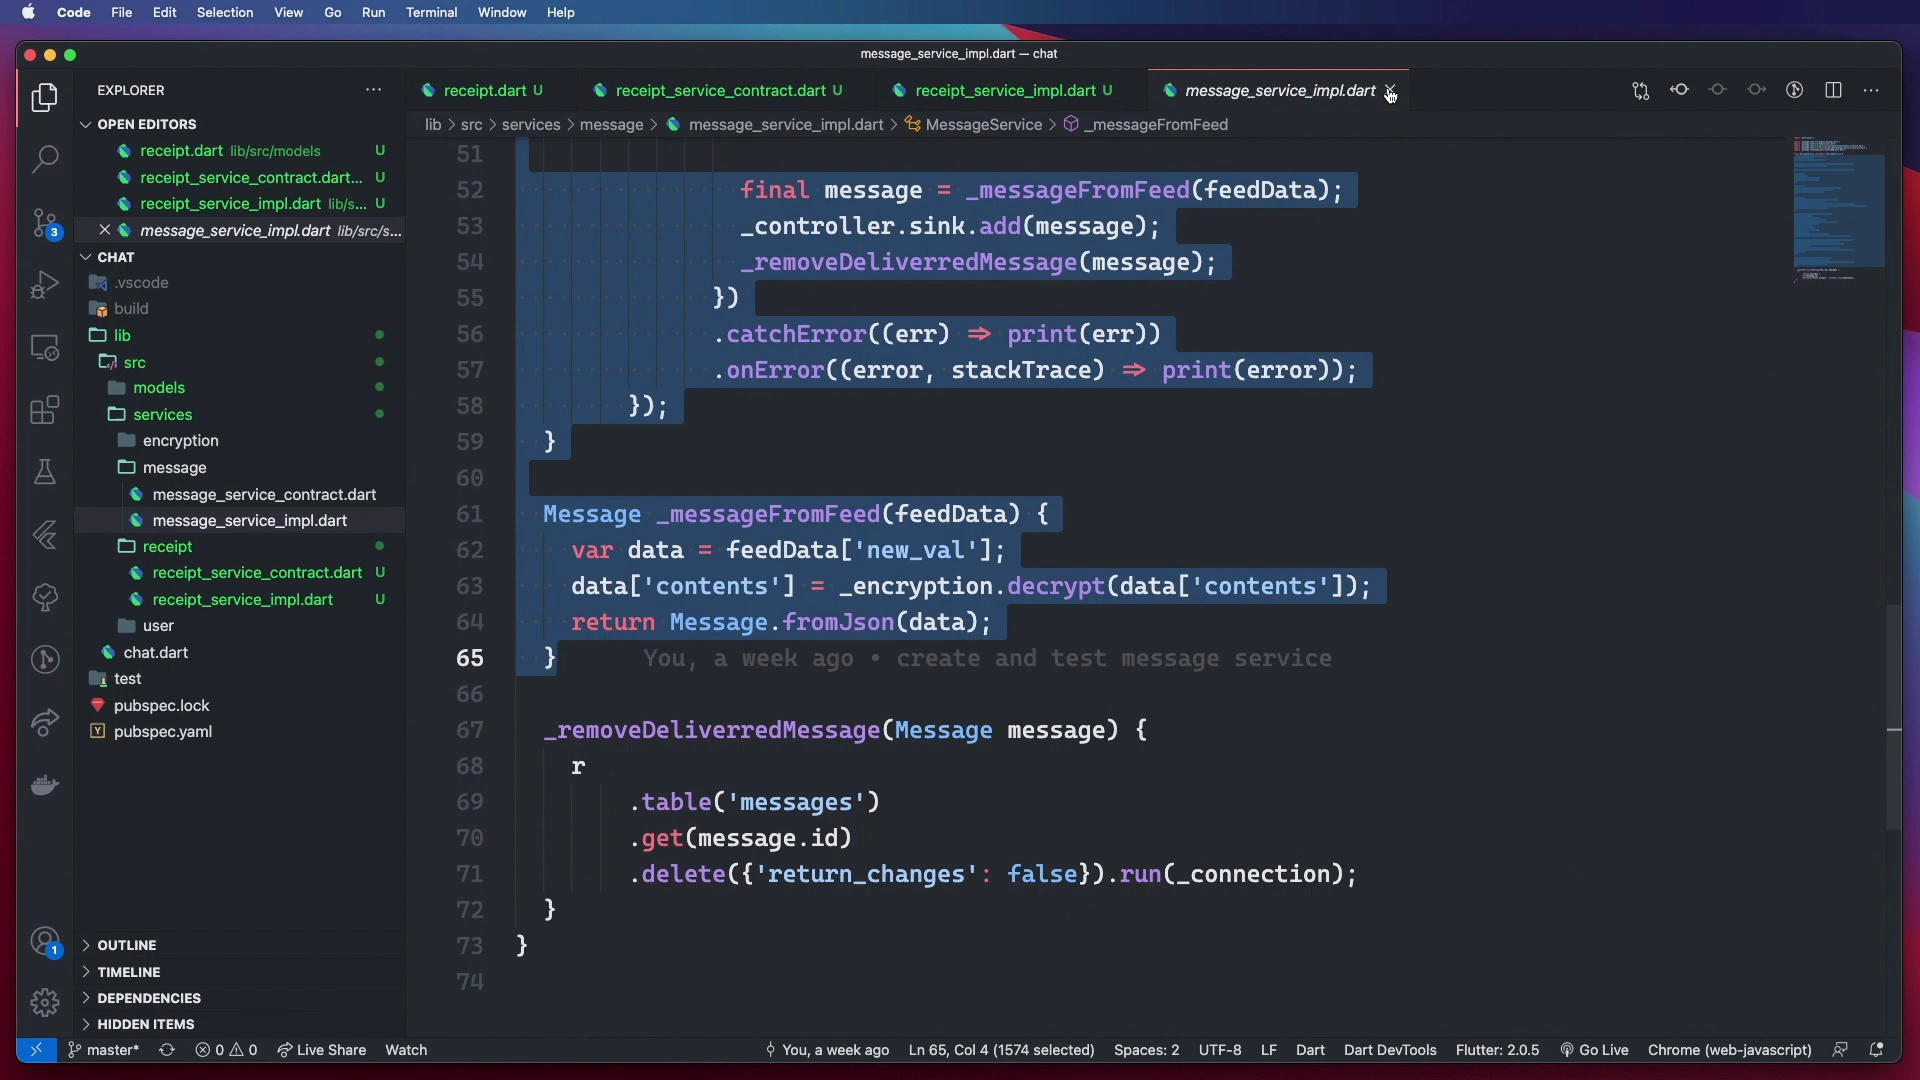 Code File Edit Selection View Go Run Terminal Window Help
message_service_impl.dart — chat
EXPLORER ···
receipt.dart U receipt_service_contract.dart U receipt_service_impl.dart U message_service_impl.dart
lib > src > services > message > message_service_impl.dart > MessageService > _messageFromFeed
OPEN EDITORS
receipt.dart lib/src/models U
receipt_service_contract.dart... U
receipt_service_impl.dart lib/s... U
message_service_impl.dart lib/src/s...
CHAT
.vscode
build
lib
src
models
services
encryption
message
message_service_contract.dart
message_service_impl.dart
receipt
receipt_service_contract.dart U
receipt_service_impl.dart U
user
chat.dart
test
pubspec.lock
pubspec.yaml
OUTLINE
TIMELINE
DEPENDENCIES
HIDDEN ITEMS
3
1
51
52 final message = _messageFromFeed(feedData);
53 _controller.sink.add(message);
54 _removeDeliverredMessage(message);
55 })
56 .catchError((err) => print(err))
57 .onError((error, stackTrace) => print(error));
58 });
59 }
60
61 Message _messageFromFeed(feedData) {
62 var data = feedData['new_val'];
63 data['contents'] = _encryption.decrypt(data['contents']);
64 return Message.fromJson(data);
65 } You, a week ago • create and test message service
66
67 _removeDeliverredMessage(Message message) {
68 r
69 .table('messages')
70 .get(message.id)
71 .delete({'return_changes': false}).run(_connection);
72 }
73 }
74
master* 0 0 Live Share Watch You, a week ago Ln 65, Col 4 (1574 selected) Spaces: 2 UTF-8 LF Dart Dart DevTools Flutter: 2.0.5 Go Live Chrome (web-javascript)